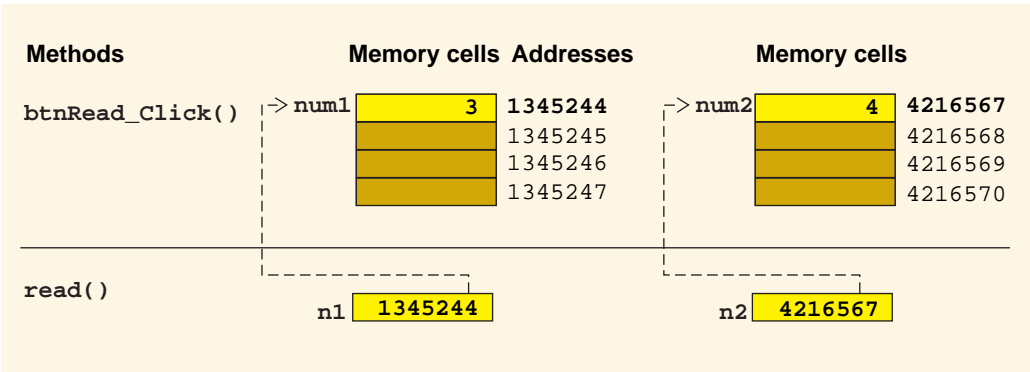 Methods Memory cells Addresses Memory cells
btnRead_Click() num1 3 1345244 num2 4 4216567
1345245 4216568
1345246 4216569
1345247 4216570
read() n1 1345244 n2 4216567